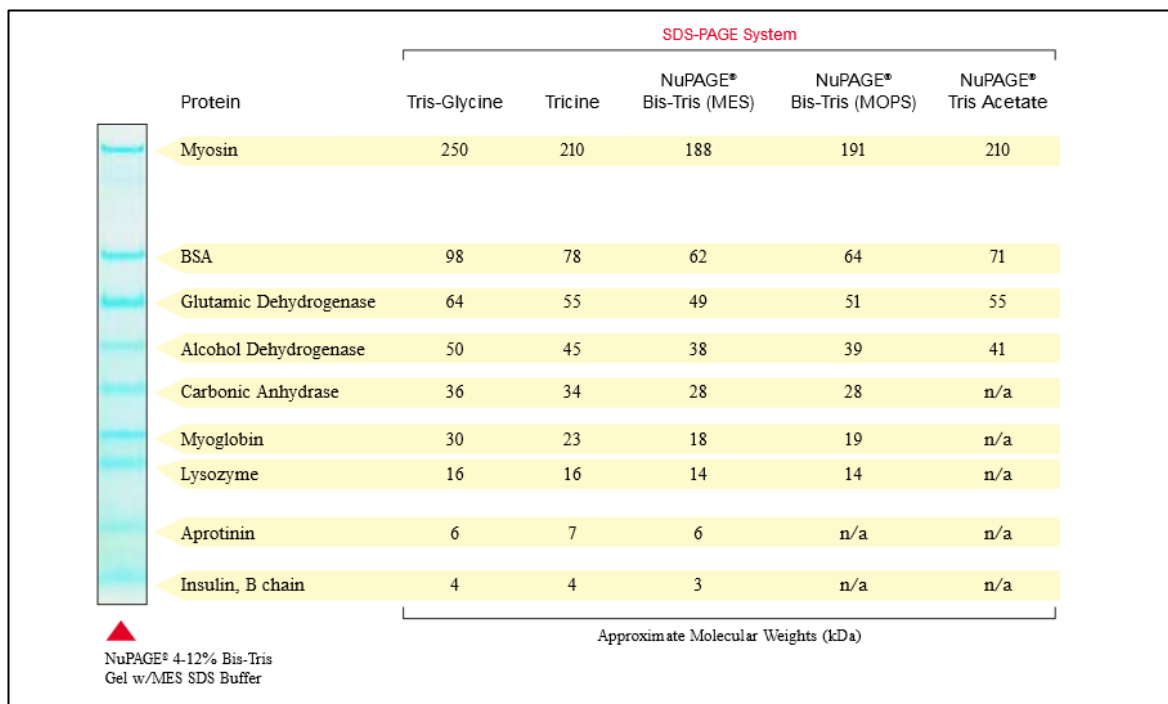 SDS-PAGE System
Protein Tris-Glycine Tricine NuPAGE® Bis-Tris (MES) NuPAGE® Bis-Tris (MOPS) NuPAGE® Tris Acetate
Myosin 250 210 188 191 210
BSA 98 78 62 64 71
Glutamic Dehydrogenase 64 55 49 51 55
Alcohol Dehydrogenase 50 45 38 39 41
Carbonic Anhydrase 36 34 28 28 n/a
Myoglobin 30 23 18 19 n/a
Lysozyme 16 16 14 14 n/a
Aprotinin 6 7 6 n/a n/a
Insulin, B chain 4 4 3 n/a n/a
Approximate Molecular Weights (kDa)
NuPAGE® 4-12% Bis-Tris
Gel w/MES SDS Buffer